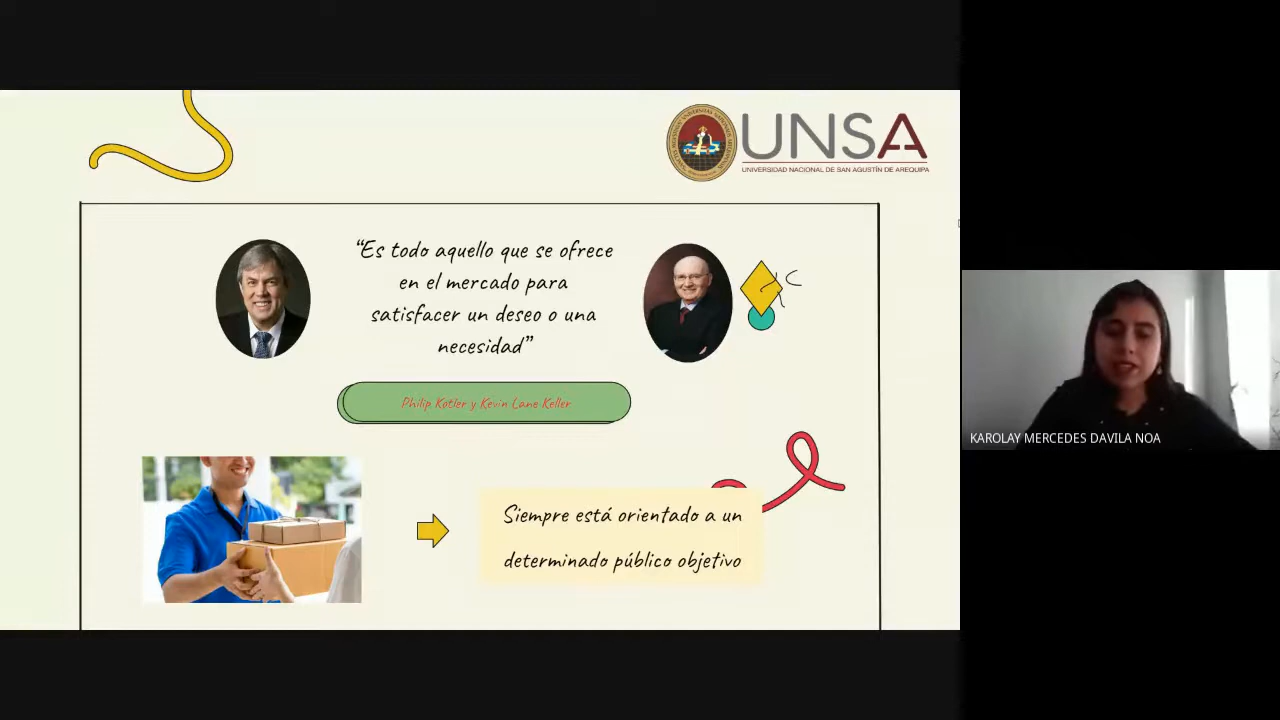 UNSA
UNIVERSIDAD NACIONAL DE SAN AGUSTÍN DE AREQUIPA
“Es todo aquello que se ofrece
en el mercado para
satisfacer un deseo o una
necesidad”
Philip Kotler y Kevin Lane Keller
Siempre está orientado a un
determinado público objetivo
KAROLAY MERCEDES DAVILA NOA